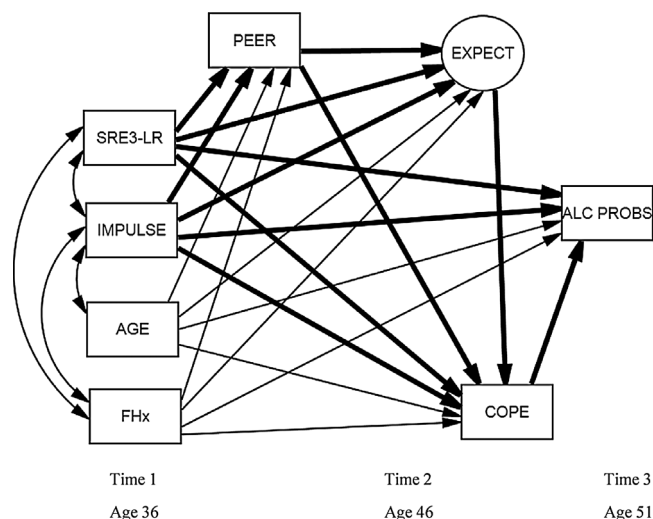 PEER
EXPECT
SRE3-LR
IMPULSE
ALC PROBS
AGE
FHx
COPE
Time 1
Time 2
Time 3
Age 36
Age 46
Age 51